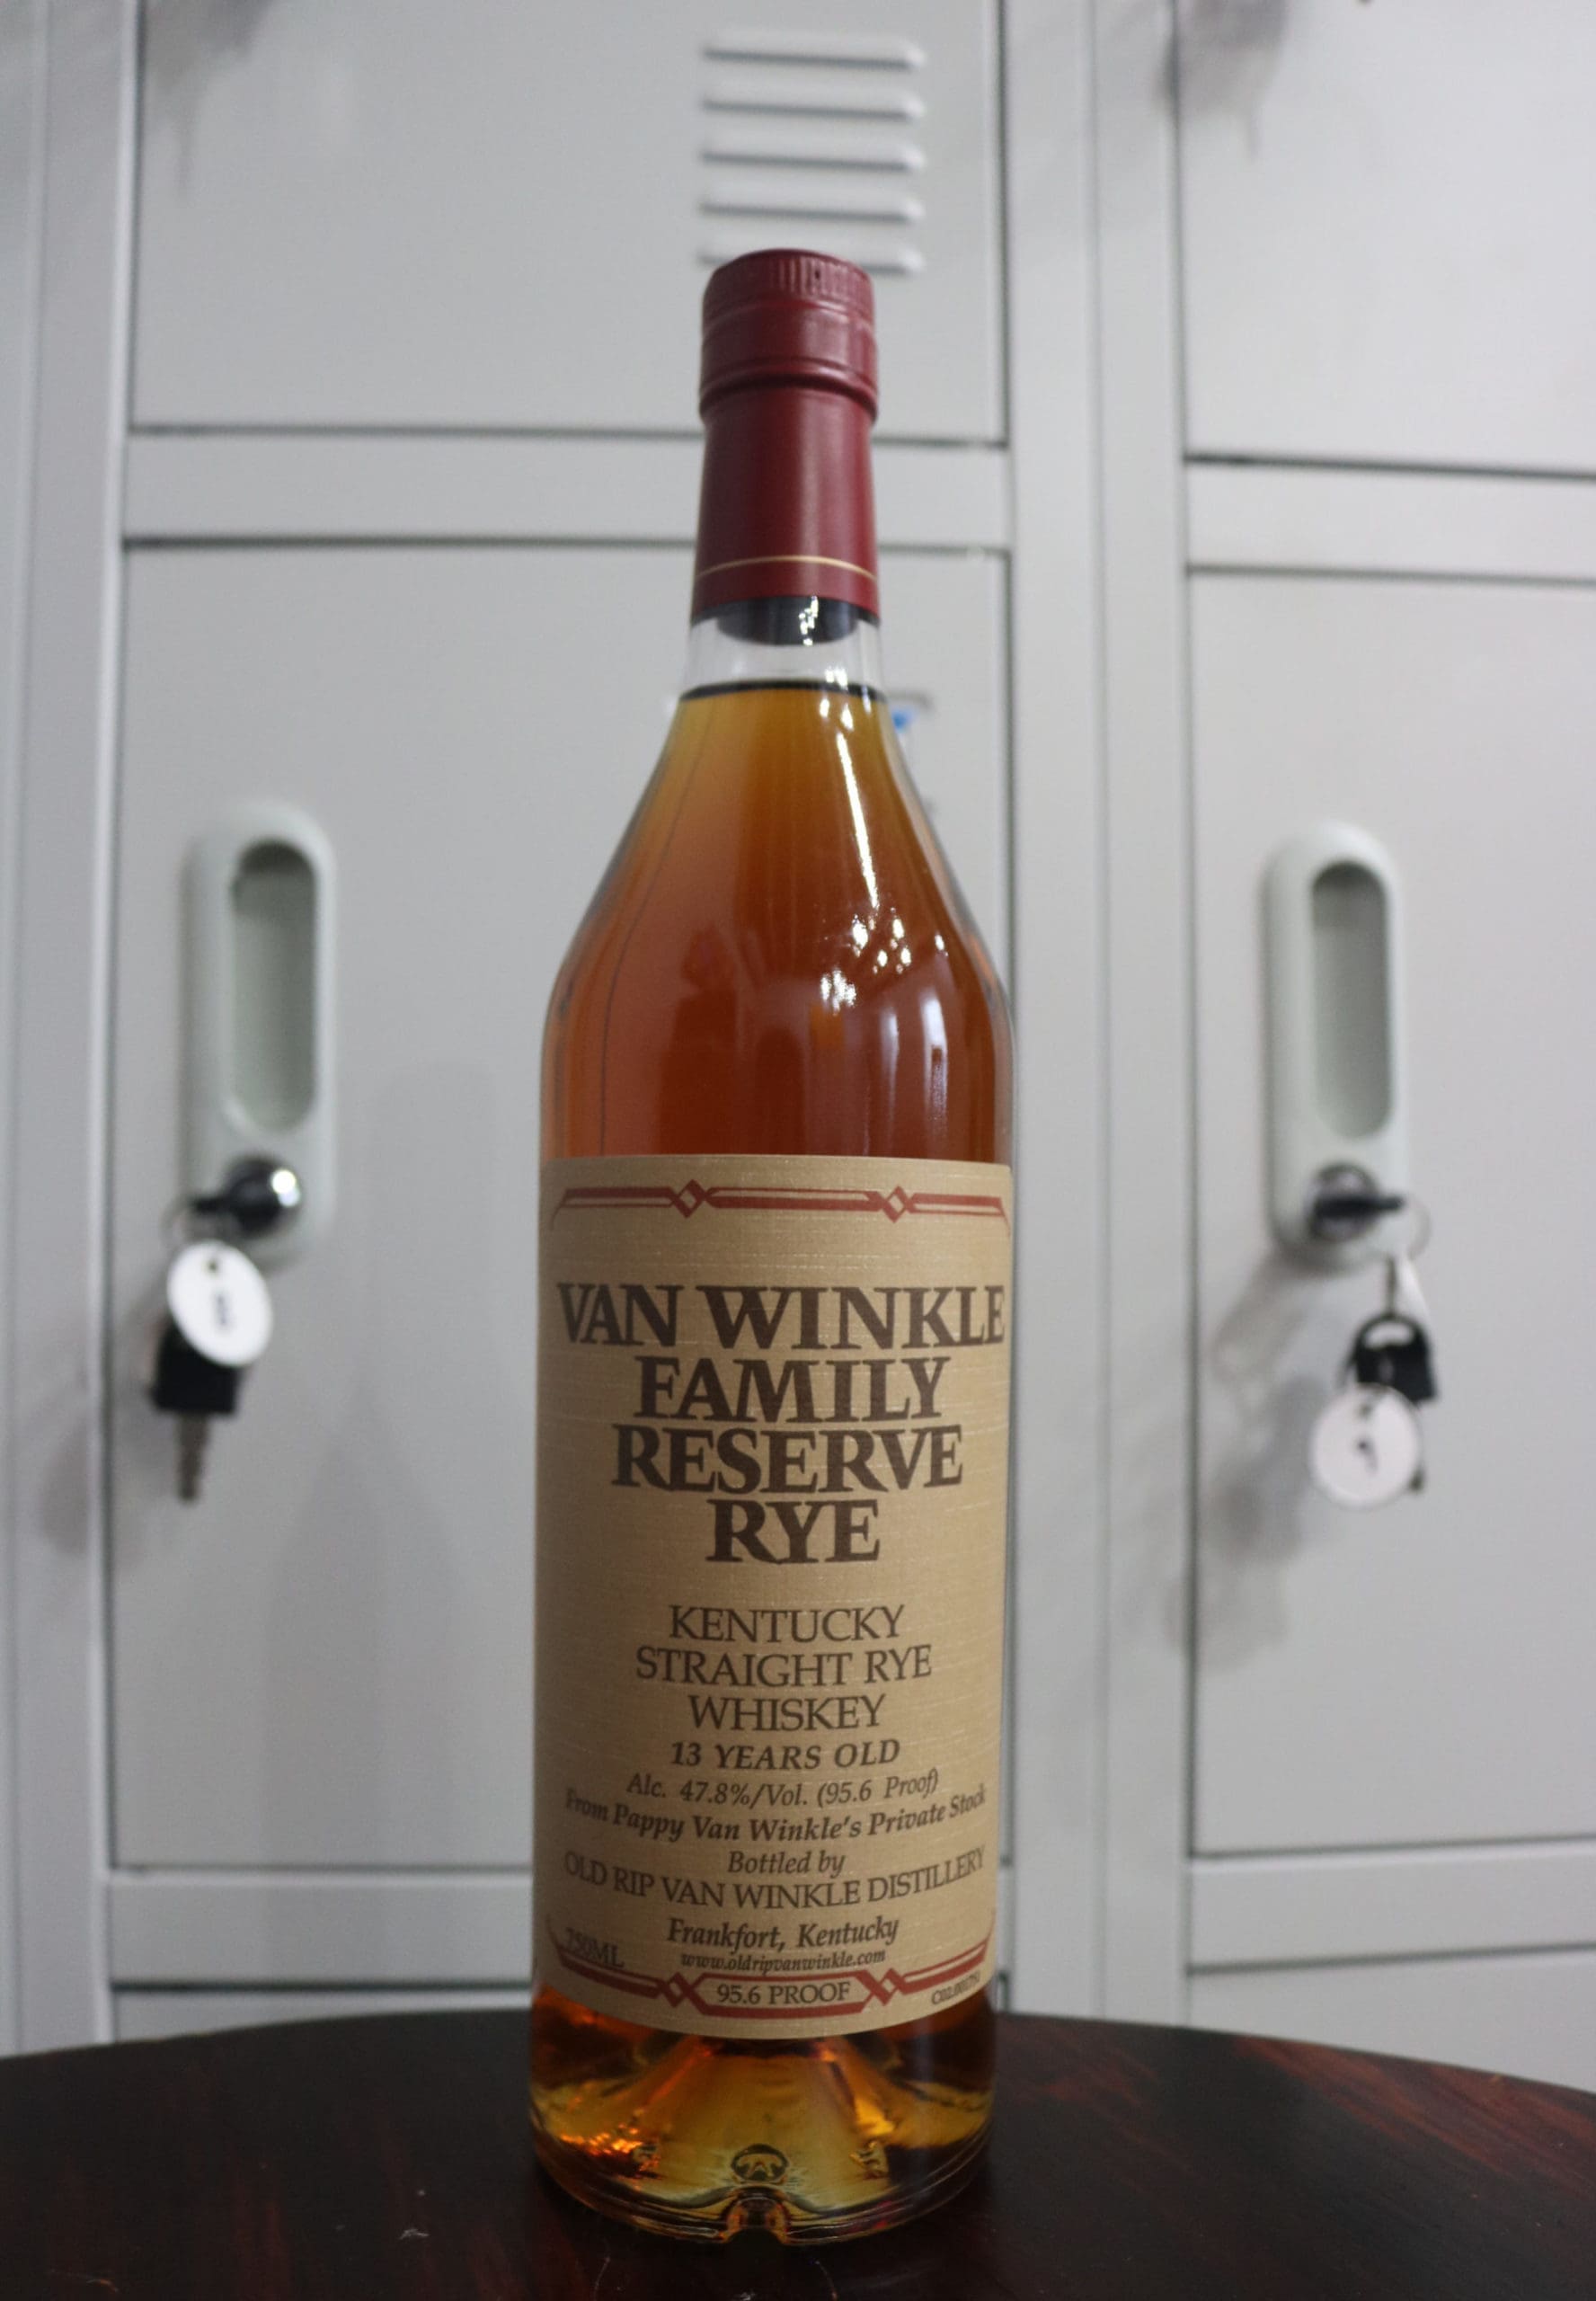 VAN WINKLE
FAMILY
RESERVE
RYE
KENTUCKY
STRAIGHT RYE
WHISKEY
13 YEARS OLD
Alc. 47.8%/Vol. (95.6 Proof)
From Pappy Van Winkle's Private Stock
Bottled by
OLD RIP VAN WINKLE DISTILLERY
Frankfort, Kentucky
750ML
www.oldripvanwinkle.com
95.6 PROOF